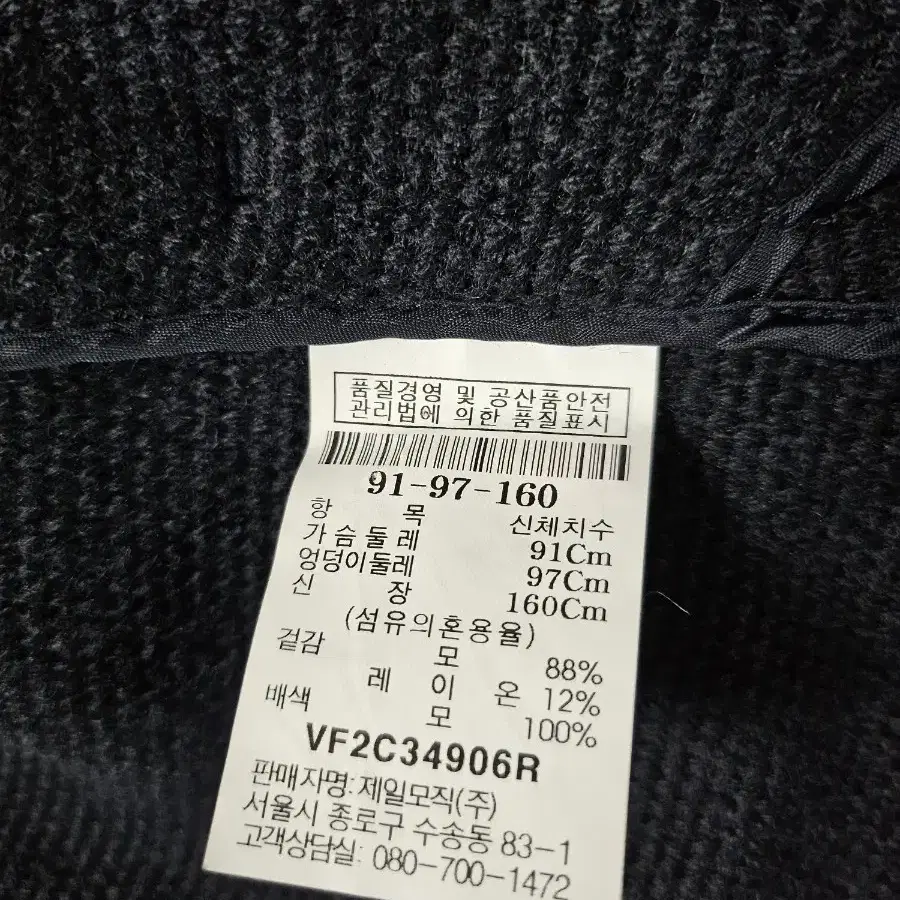 품질경영 및 공산품안전
관리법에 의한 품질표시
91-97-160
항 목 신체치수
가슴둘레 91Cm
엉덩이둘레 97Cm
신 장 160Cm
(섬유의혼용율)
겉감 모 88%
레 이 온 12%
배색 모 100%
VF2C34906R
판매자명: 제일모직(주)
서울시 종로구 수송동 83-1
고객상담실: 080-700-1472